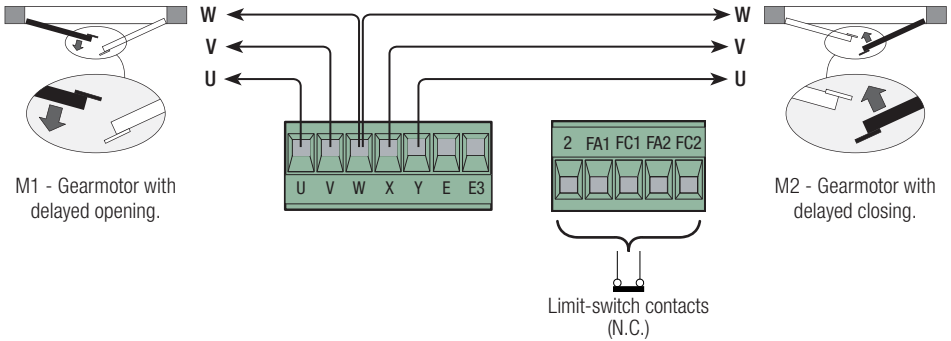 W W
V V
U U
2 FA1 FC1 FA2 FC2
U V W X Y E E3
M1 - Gearmotor with
delayed opening.
M2 - Gearmotor with
delayed closing.
Limit-switch contacts
(N.C.)